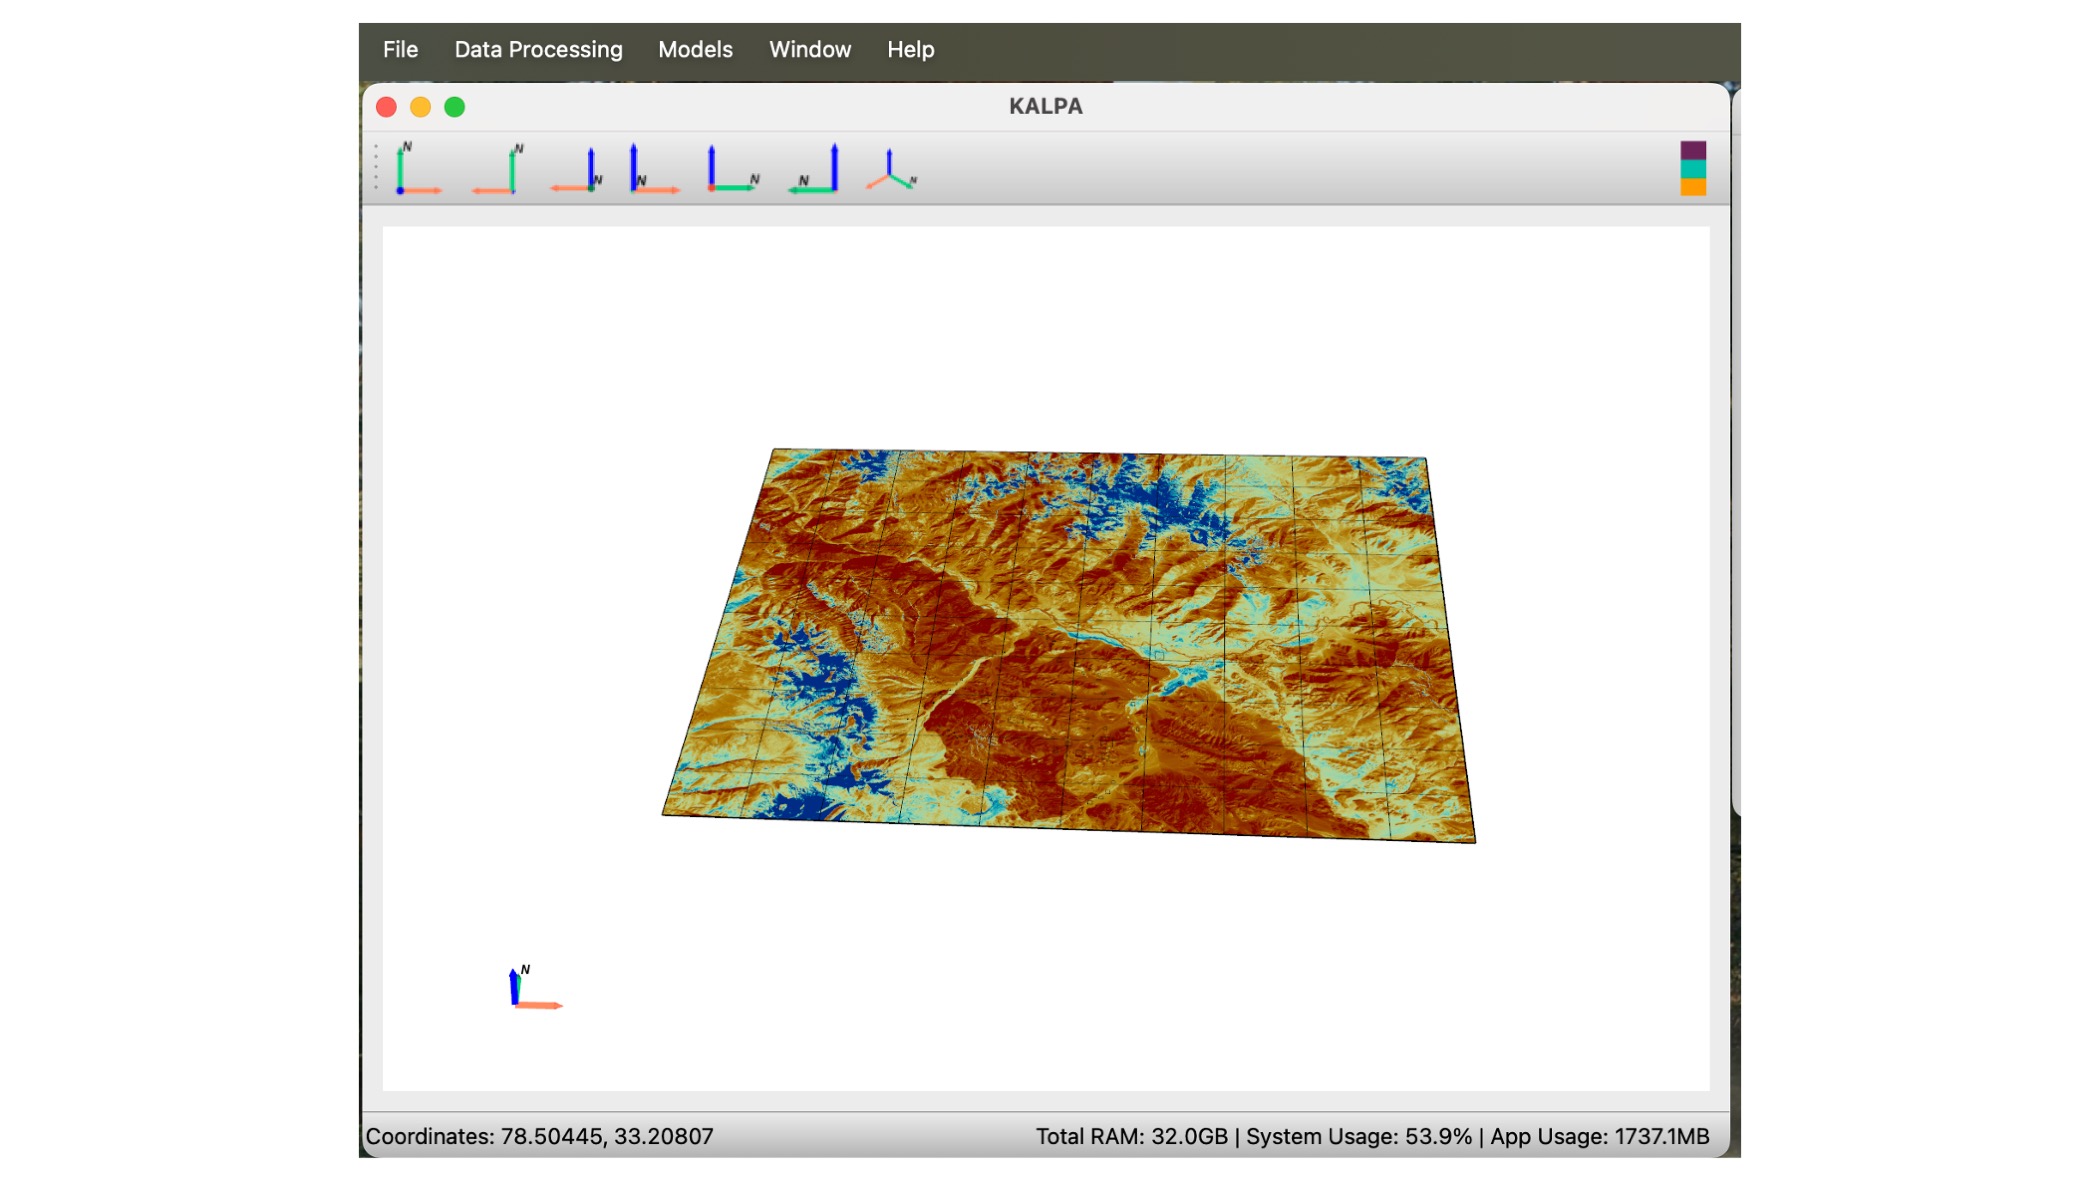 File Data Processing Models Window Help
KALPA
N N N N N N N
N
Coordinates: 78.50445, 33.20807 Total RAM: 32.0GB | System Usage: 53.9% | App Usage: 1737.1MB